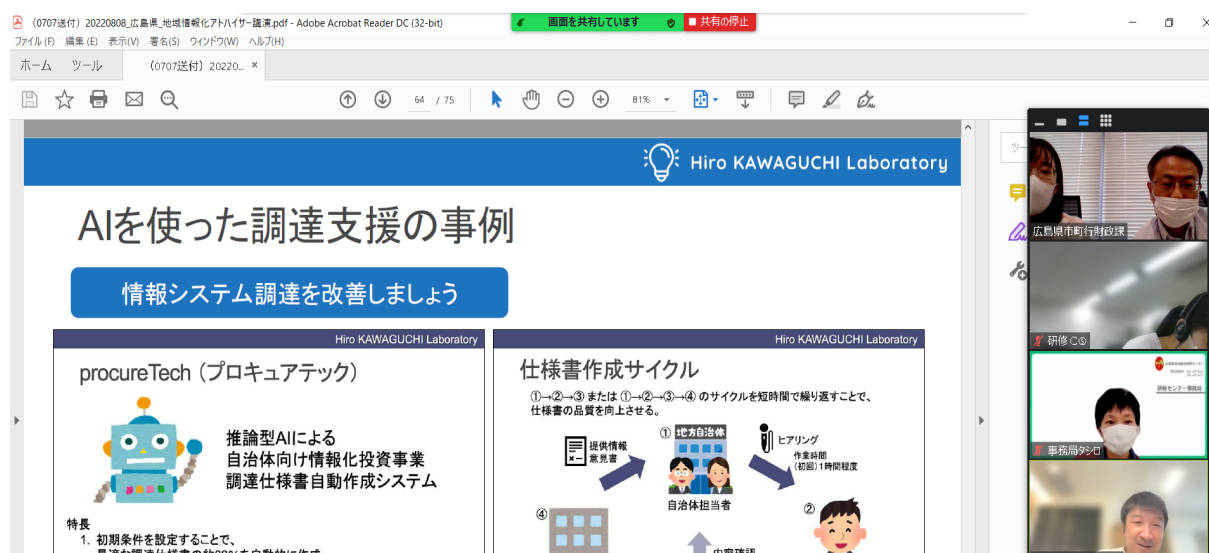 (0707送付) 20220808_広島県_地域情報化アドバイザー講演.pdf - Adobe Acrobat Reader DC (32-bit)
画面を共有しています
共有の停止
ファイル(F) 編集(E) 表示(V) 署名(S) ウィンドウ(W) ヘルプ(H)
ホーム ツール (0707送付) 20220... ×
64 / 75 81%
Hiro KAWAGUCHI Laboratory
AIを使った調達支援の事例
情報システム調達を改善しましょう
Hiro KAWAGUCHI Laboratory
procureTech (プロキュアテック)
推論型AIによる
自治体向け情報化投資事業
調達仕様書自動作成システム
特長
1. 初期条件を設定することで、
Hiro KAWAGUCHI Laboratory
仕様書作成サイクル
①→②→③ または ①→②→③→④ のサイクルを短時間で繰り返すことで、
仕様書の品質を向上させる。
提供情報
意見書
①
地方自治体
自治体担当者
ヒアリング
作業時間
(初回)1時間程度
②
④
内容確認
ツー
広島県市町行財政課
研修C⑤
研修センター事務局
事務局タシロ